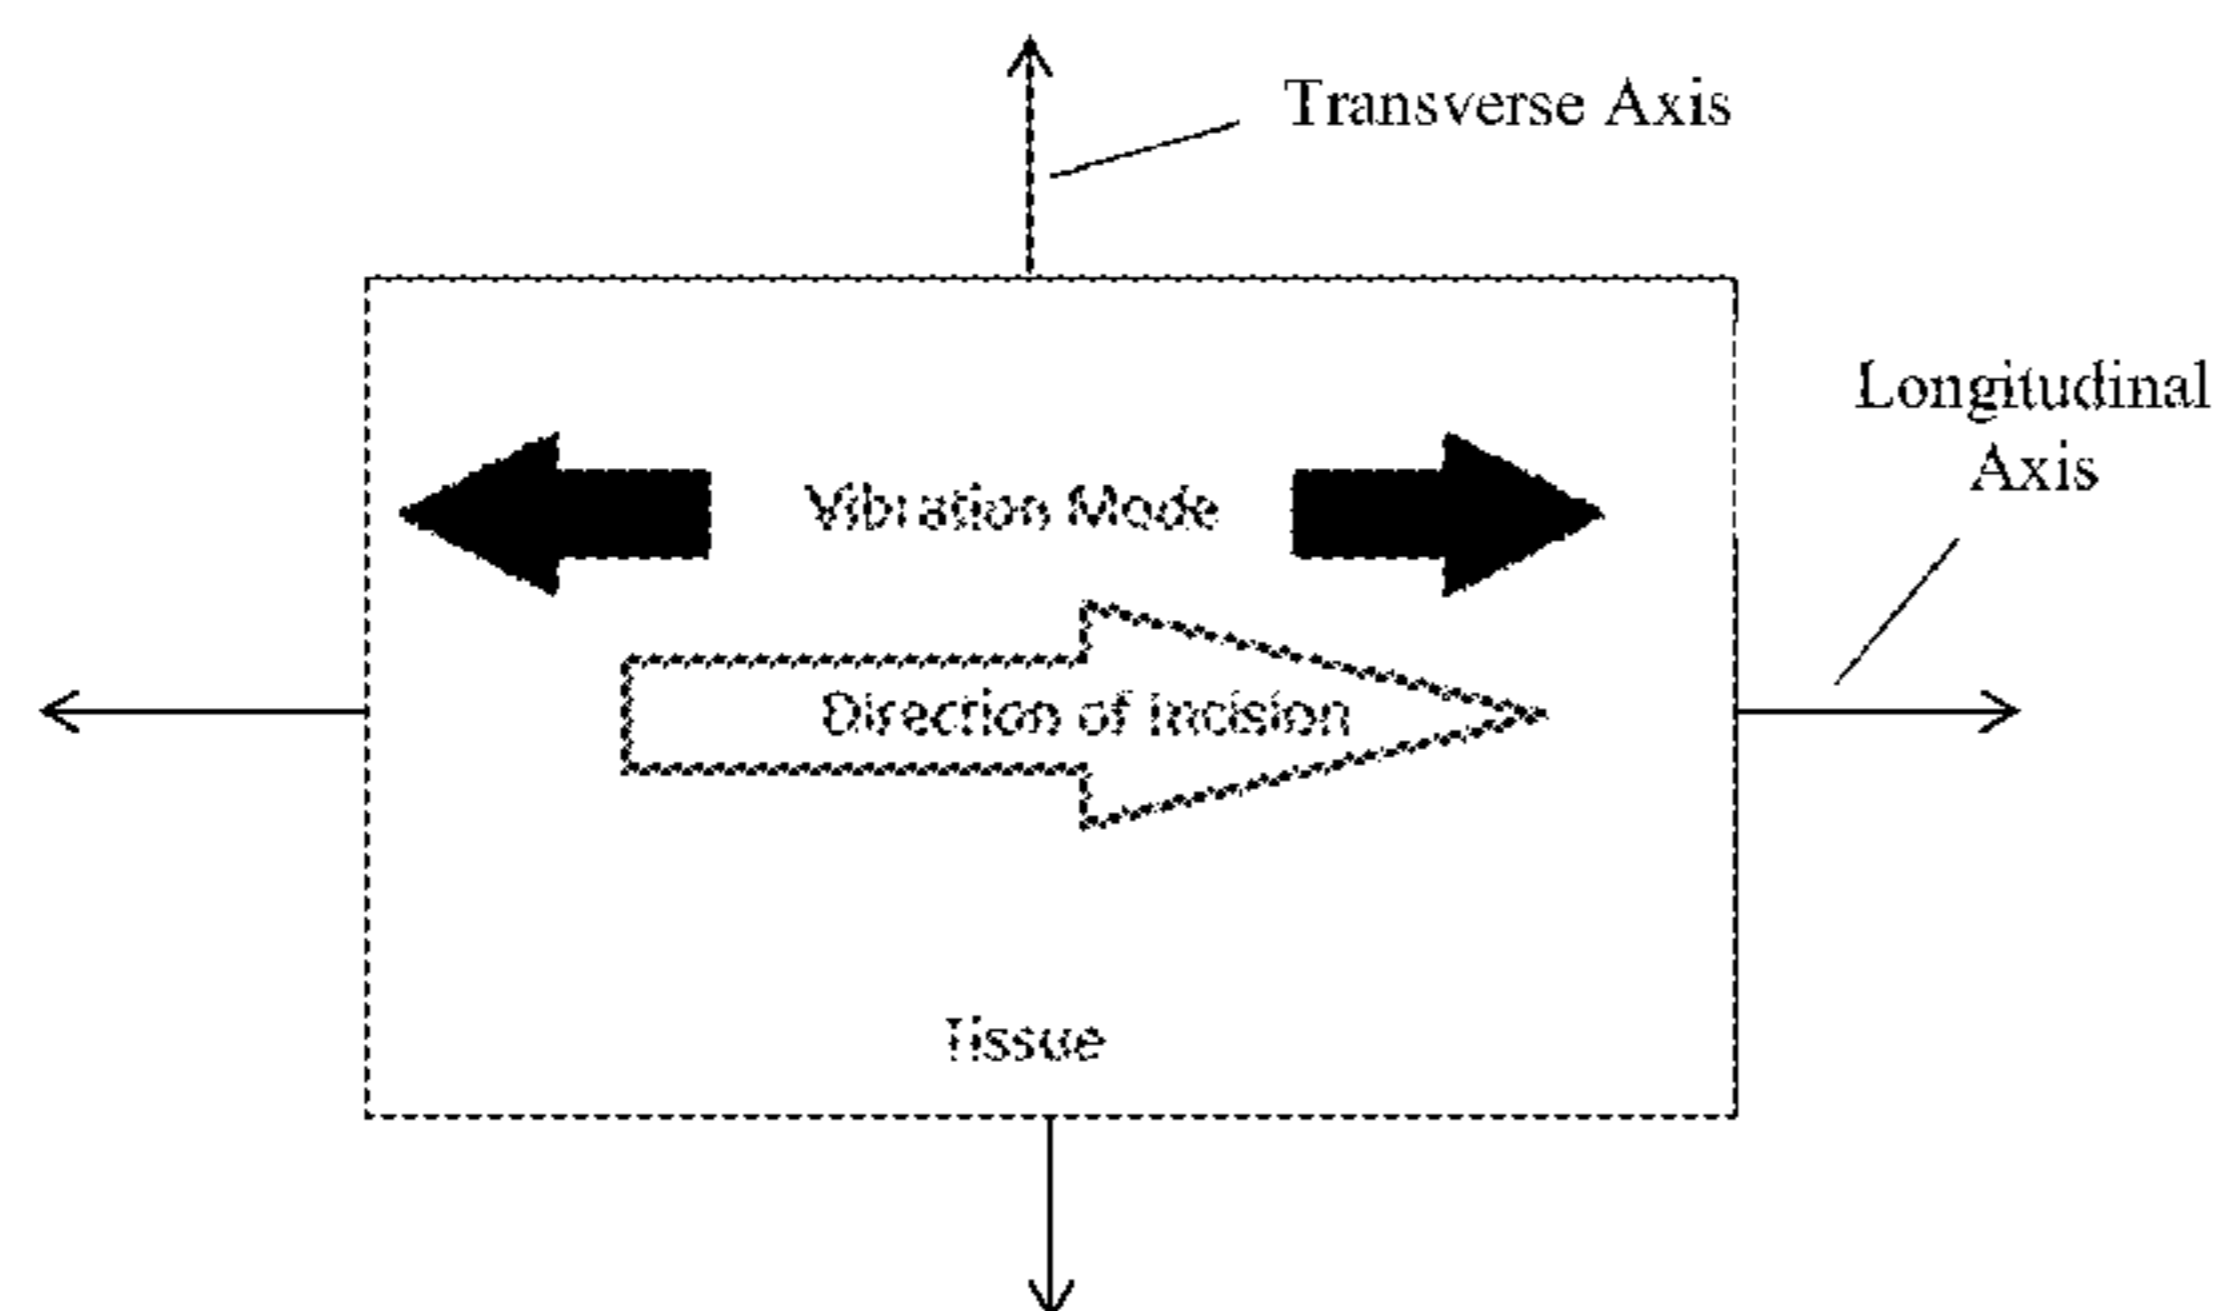 Transverse Axis
Longitudinal
Axis
Vibration Mode
Direction of Incision
Tissue